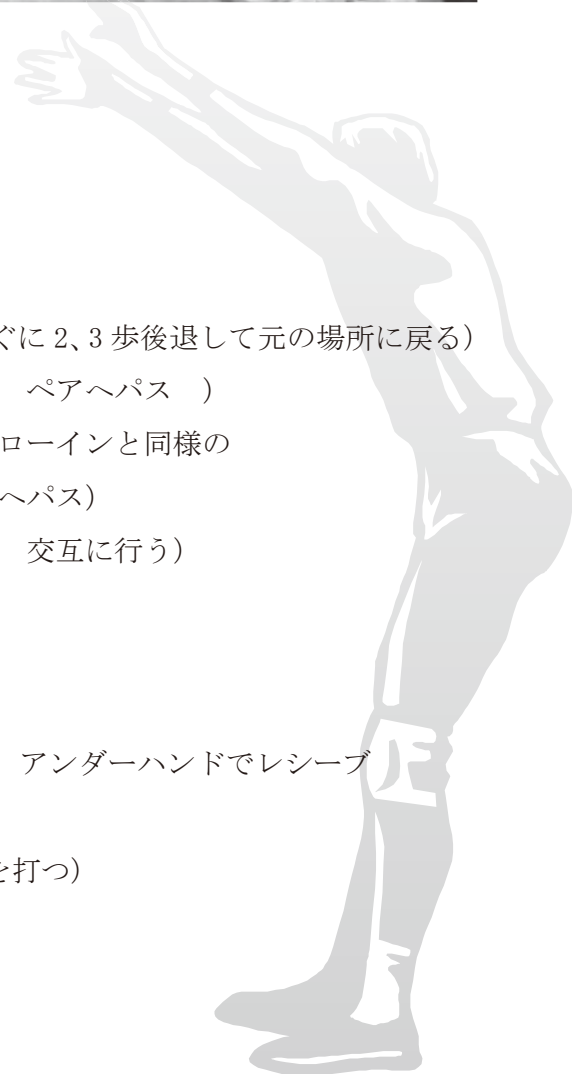 ぐに 2、3 歩後退して元の場所に戻る）
ペアへパス　）
ローインと同様の
へパス）
交互に行う）
アンダーハンドでレシーブ
を打つ）